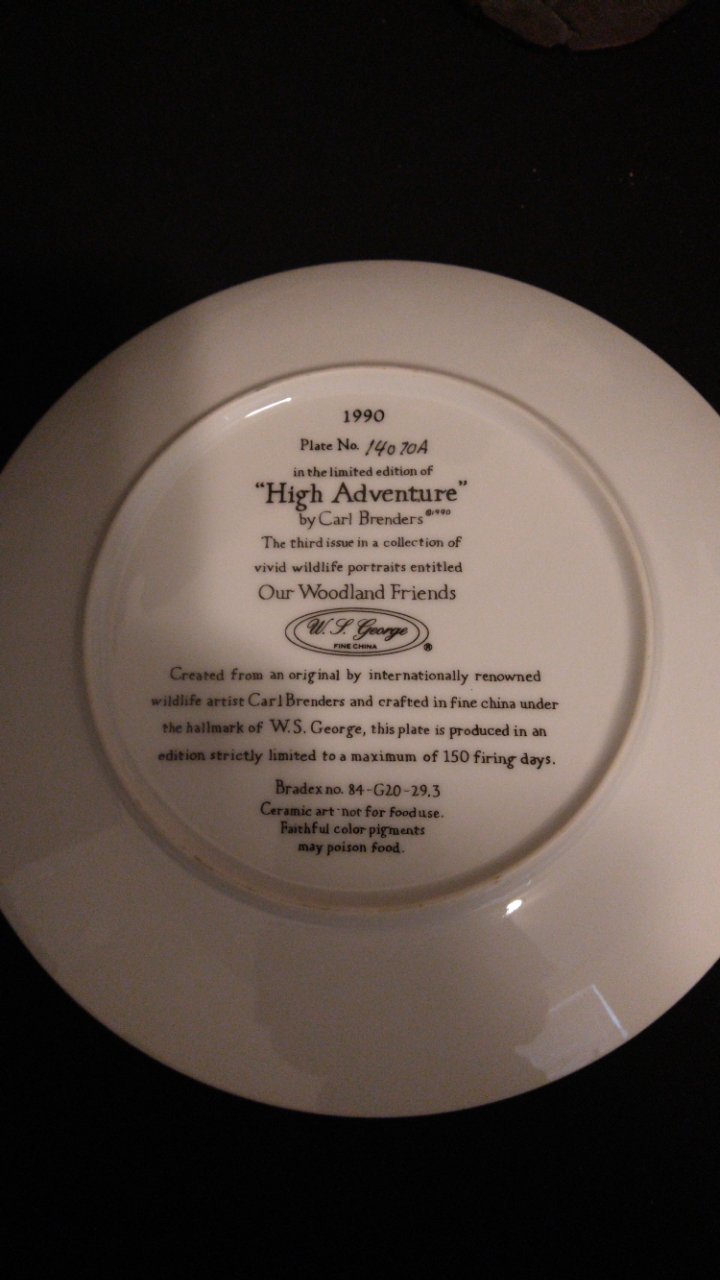 1990
Plate No. 14070A
in the limited edition of
"High Adventure"
by Carl Brenders ©1990
The third issue in a collection of
vivid wildlife portraits entitled
Our Woodland Friends
W. S. George
FINE CHINA ®
Created from an original by internationally renowned
wildlife artist Carl Brenders and crafted in fine china under
the hallmark of W.S. George, this plate is produced in an
edition strictly limited to a maximum of 150 firing days.
Bradex no. 84-G20-29.3
Ceramic art not for food use.
Faithful color pigments
may poison food.